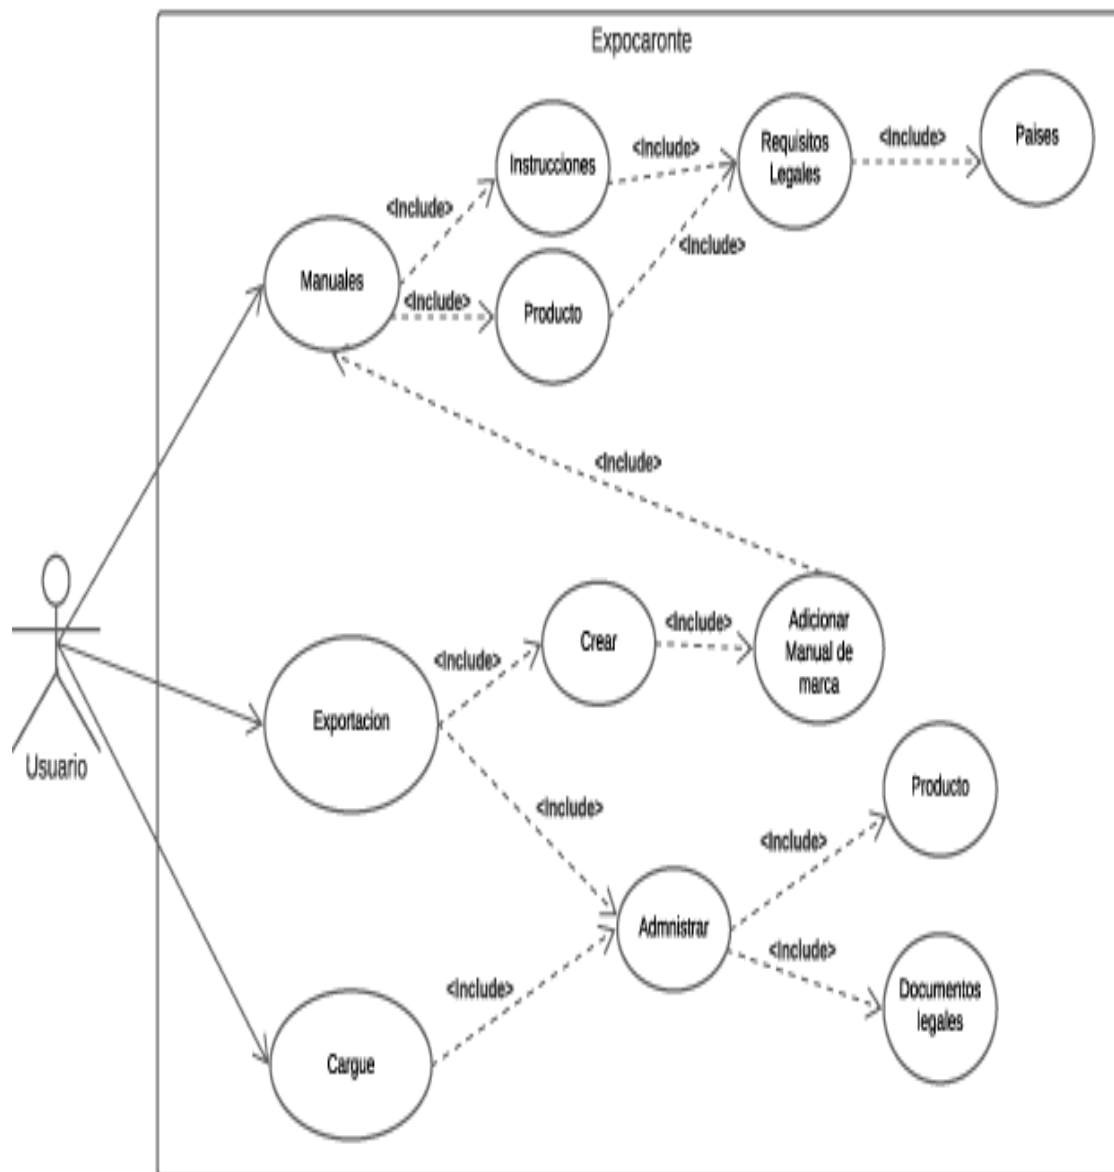 Expocaronte
Instrucciones
<Include>
Requisitos
Legales
<Include>
Paises
<Include>
Manuales
<Include>
Producto
<Include>
<Include>
Usuario
Exportacion
<Include>
Crear
<Include>
Adicionar
Manual de
marca
<Include>
Admnistrar
<Include>
Producto
<Include>
Documentos
legales
Cargue
<Include>